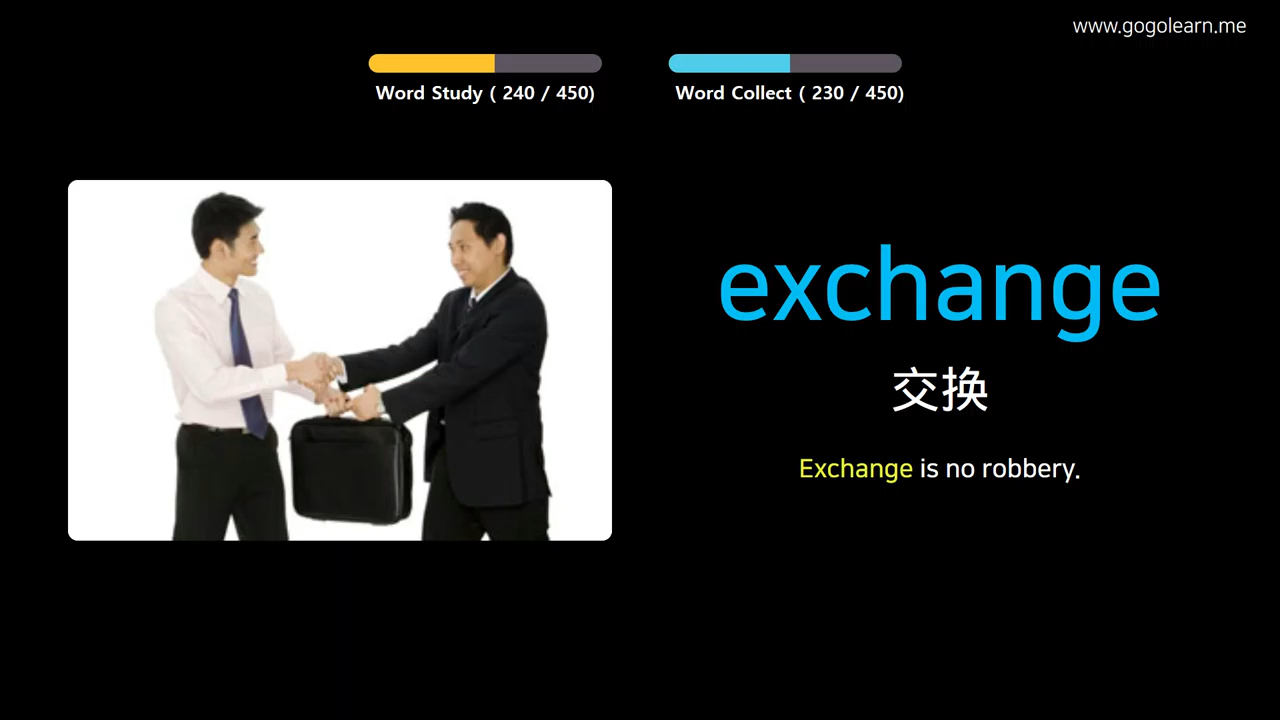 www.gogolearn.me
Word Study ( 240 / 450)
Word Collect ( 230 / 450)
exchange
交换
Exchange is no robbery.